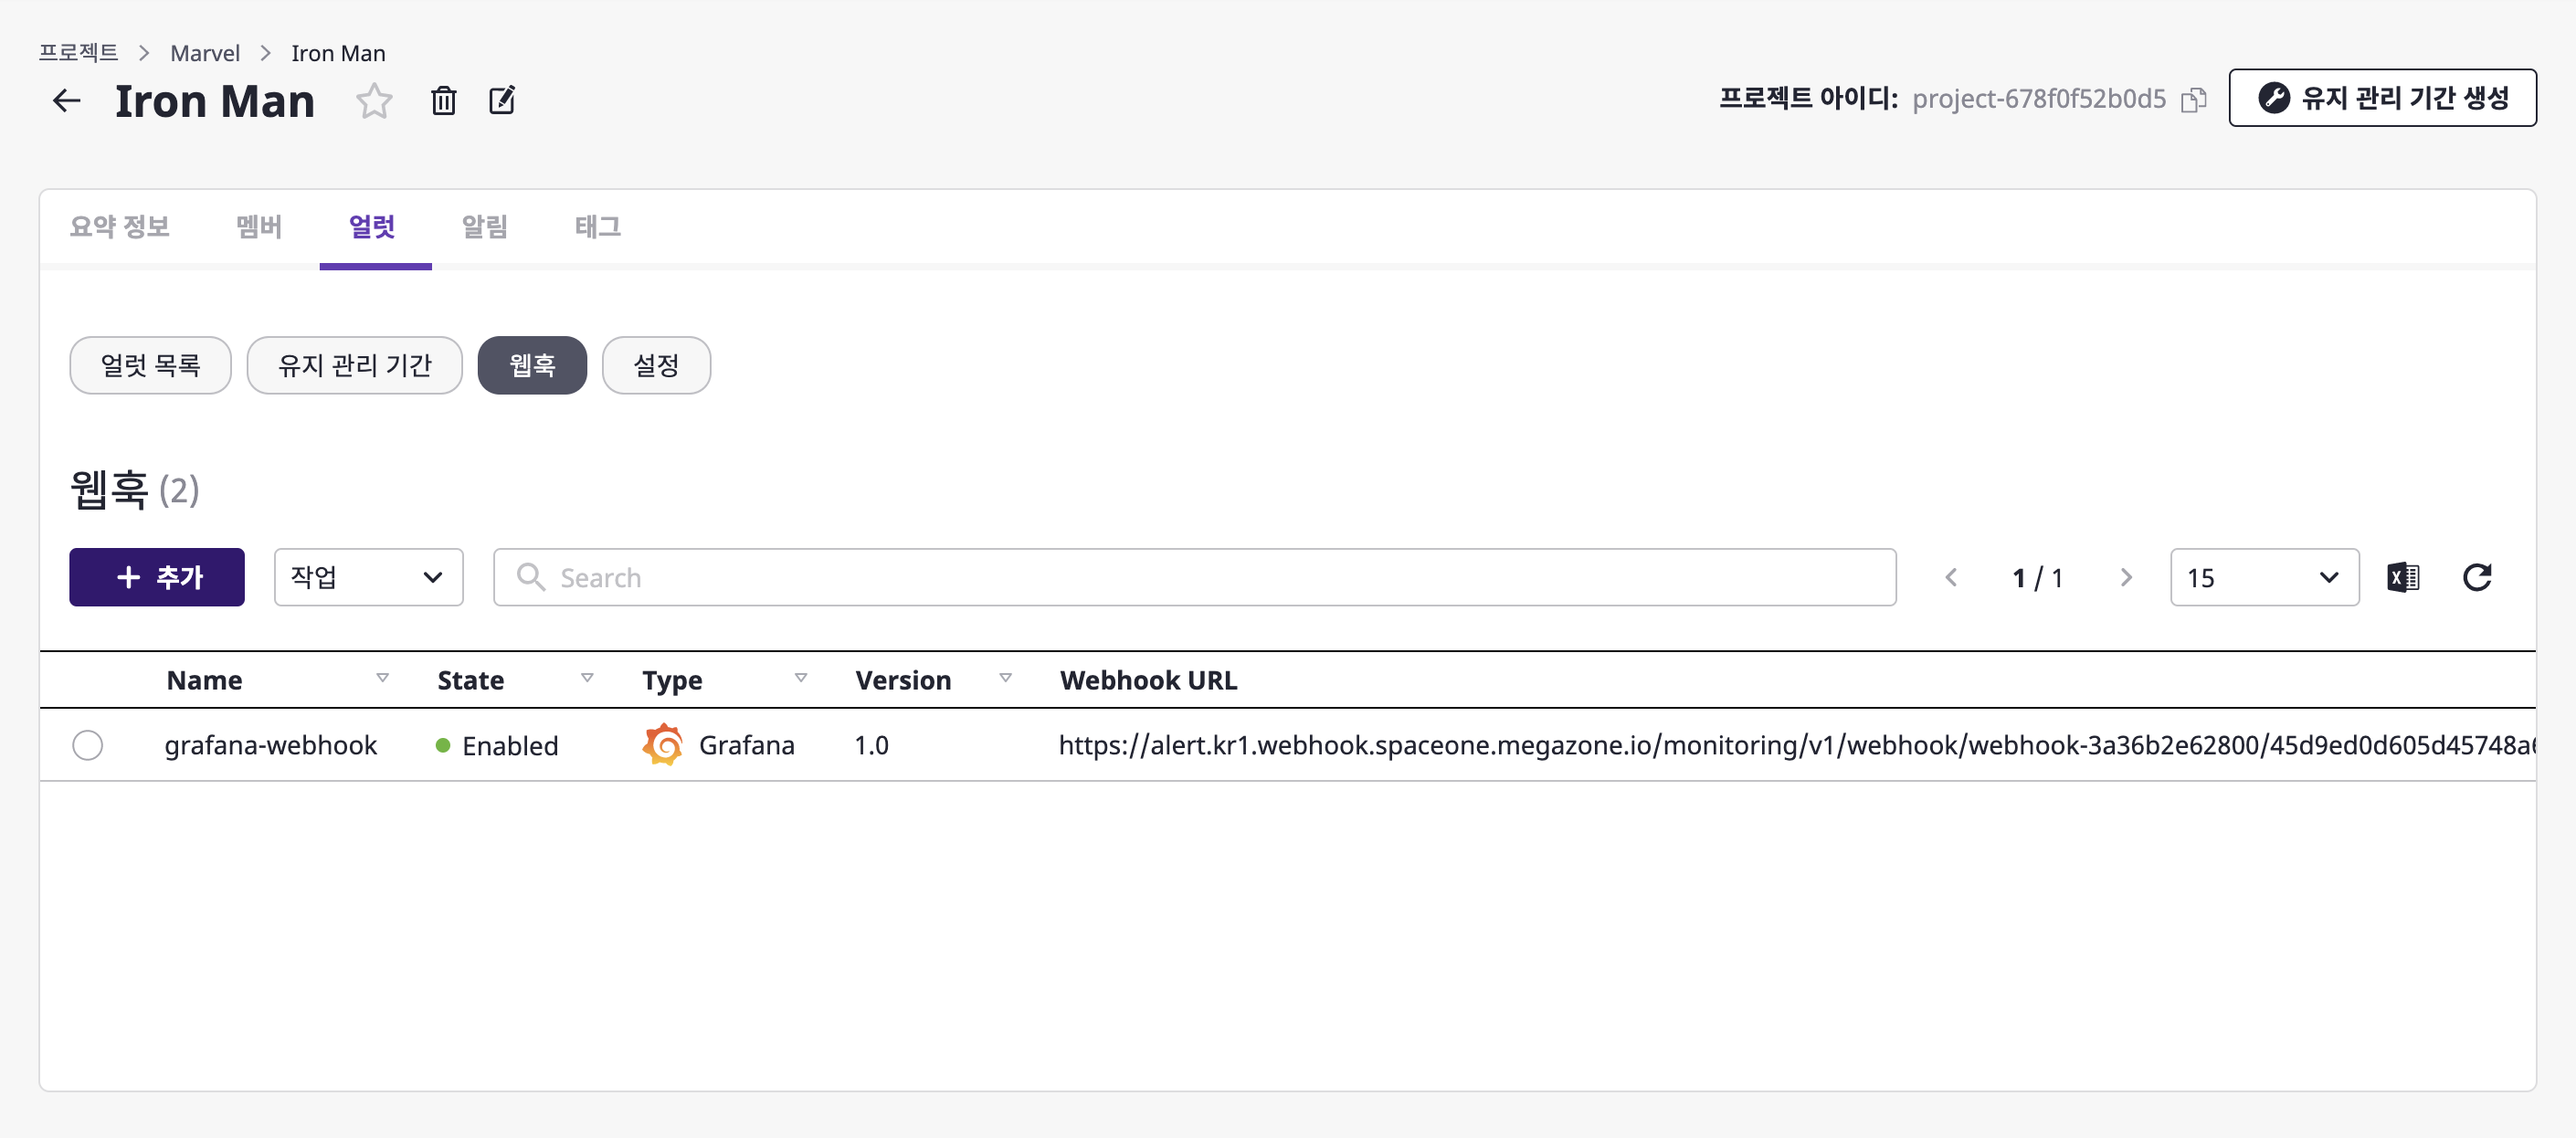 프로젝트 > Marvel > Iron Man
Iron Man
프로젝트 아이디: project-678f0f52b0d5
유지 관리 기간 생성
요약 정보 멤버 얼럿 알림 태그
얼럿 목록 유지 관리 기간 웹훅 설정
웹훅 (2)
+ 추가 작업 Search 1 / 1 15
Name State Type Version Webhook URL
grafana-webhook Enabled Grafana 1.0 https://alert.kr1.webhook.spaceone.megazone.io/monitoring/v1/webhook/webhook-3a36b2e62800/45d9ed0d605d45748a6